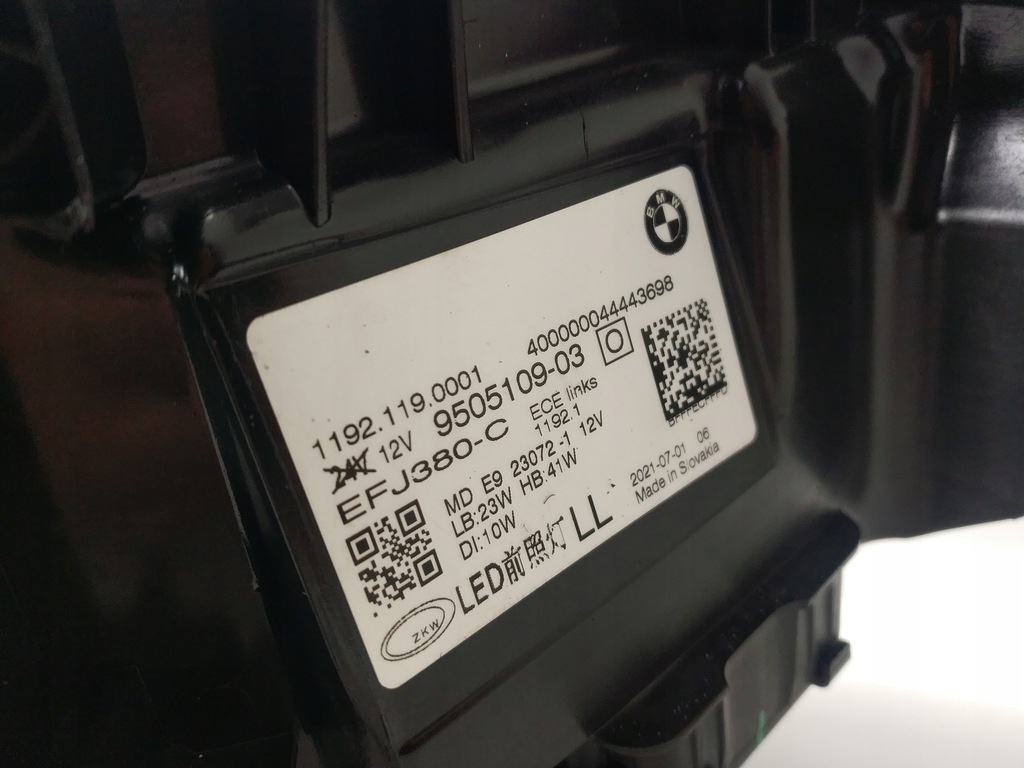 BMW
1192.119.0001 400000044443698
24V 12V 9505109-03
EFJ380-C ECE links
1192.1
MD E9 23072 -1 12V
LB:23W HB:41W
DI:10W
LED前照灯 LL
2021-07-01 06
Made in Slovakia
ZKW